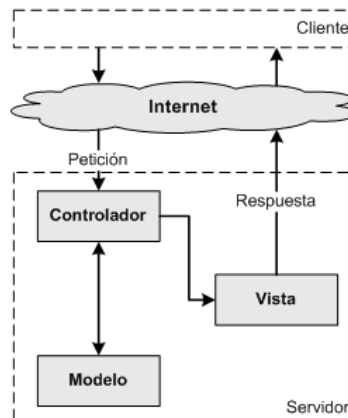 Cliente
Internet
Petición
Respuesta
Controlador
Vista
Modelo
Servidor